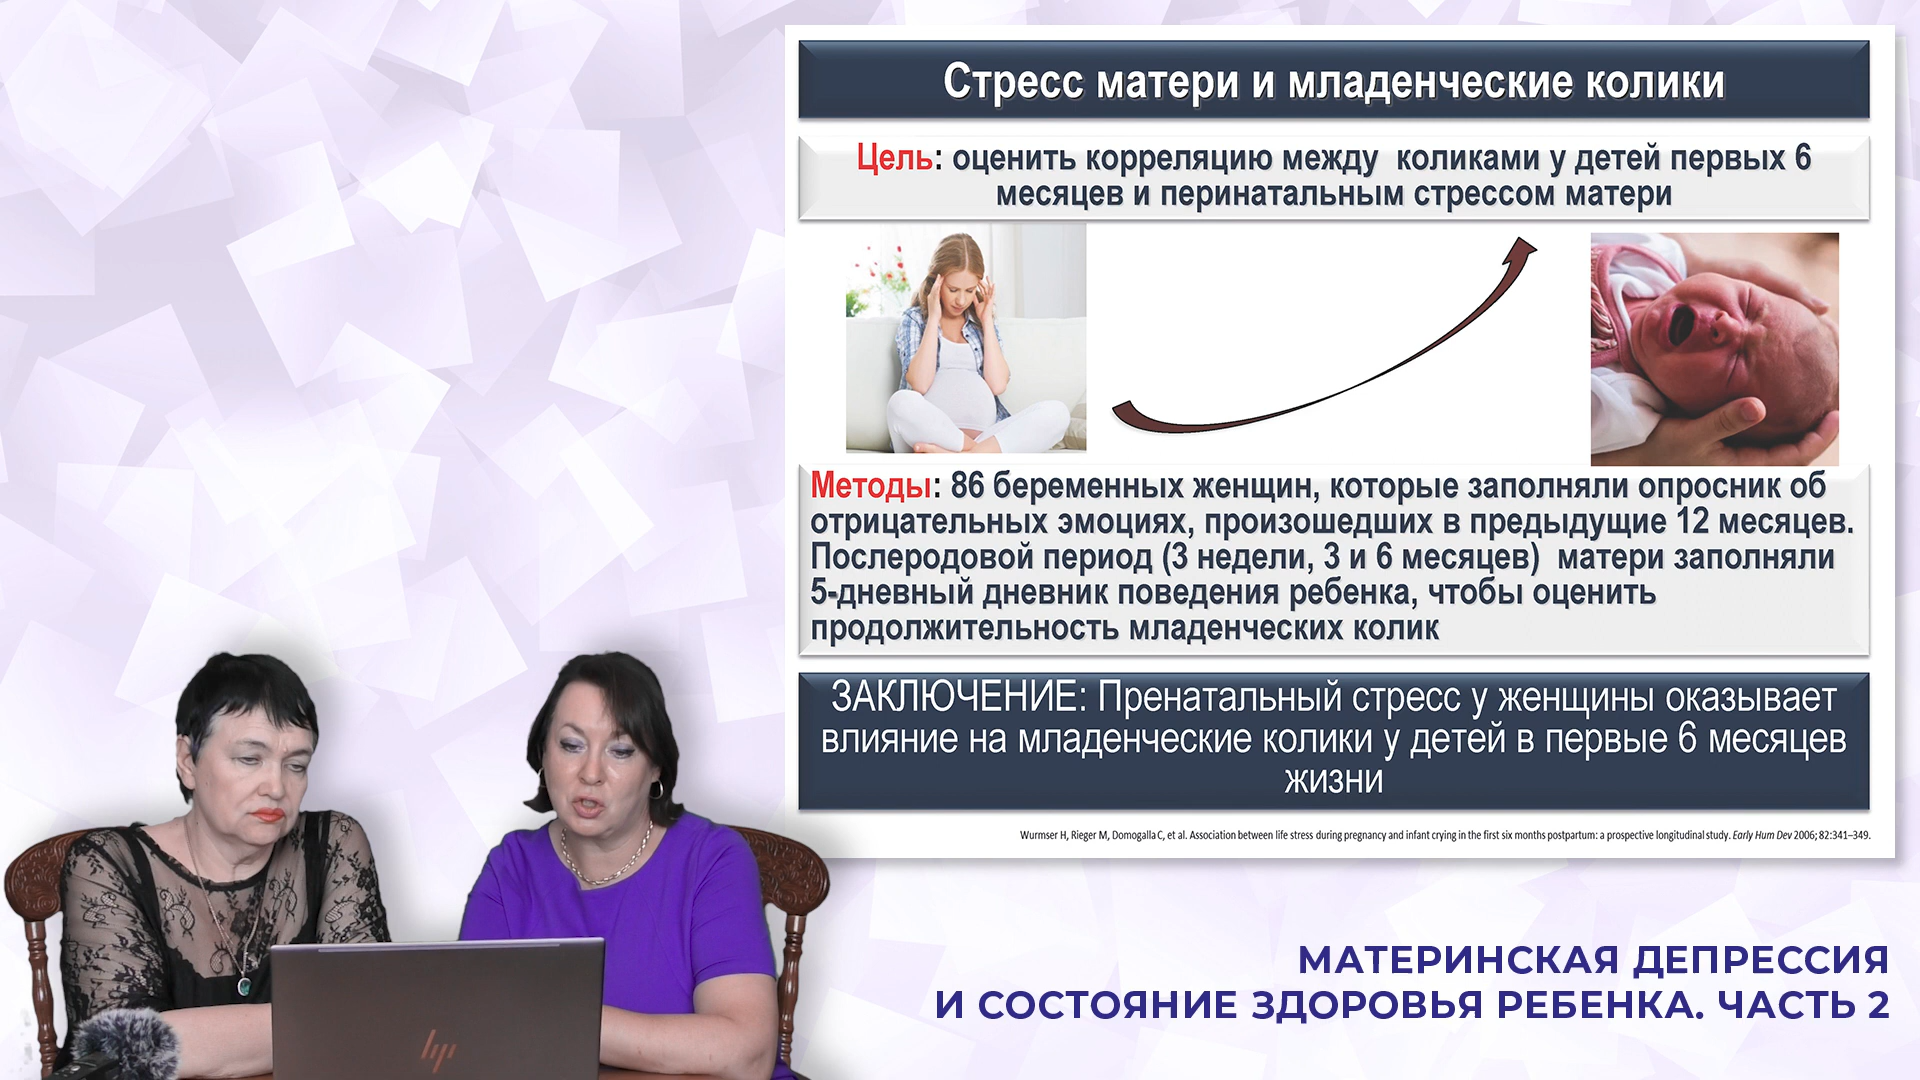 Стресс матери и младенческие колики
Цель: оценить корреляцию между коликами у детей первых 6
месяцев и перинатальным стрессом матери
Методы: 86 беременных женщин, которые заполняли опросник об
отрицательных эмоциях, произошедших в предыдущие 12 месяцев.
Послеродовой период (3 недели, 3 и 6 месяцев) матери заполняли
5-дневный дневник поведения ребенка, чтобы оценить
продолжительность младенческих колик
ЗАКЛЮЧЕНИЕ: Пренатальный стресс у женщины оказывает
влияние на младенческие колики у детей в первые 6 месяцев
жизни
Wurmser H, Rieger M, Domogalla C, et al. Association between life stress during pregnancy and infant crying in the first six months postpartum: a prospective longitudinal study. Early Hum Dev 2006; 82:341–349.
hp
МАТЕРИНСКАЯ ДЕПРЕССИЯ
И СОСТОЯНИЕ ЗДОРОВЬЯ РЕБЕНКА. ЧАСТЬ 2